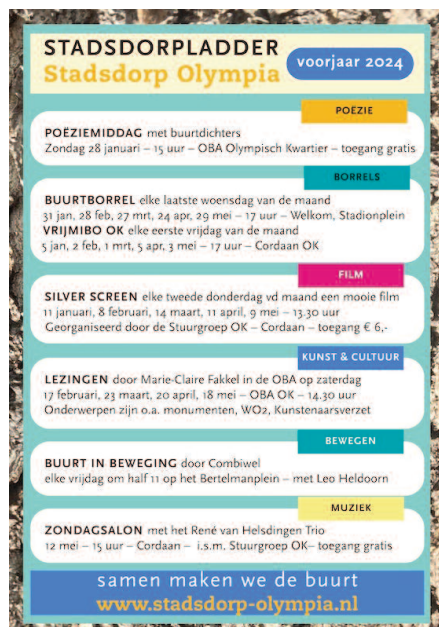 STADSDORPLADDER
Stadsdorp Olympia
voorjaar 2024
POËZIE
POËZIEMIDDAG met buurtdichters
Zondag 28 januari – 15 uur – OBA Olympisch Kwartier – toegang gratis
BORRELS
BUURTBORREL elke laatste woensdag van de maand
31 jan, 28 feb, 27 mrt, 24 apr, 29 mei – 17 uur – Welkom, Stadionplein
VRIJMIBO OK elke eerste vrijdag van de maand
5 jan, 2 feb, 1 mrt, 5 apr, 3 mei – 17 uur – Cordaan OK
FILM
SILVER SCREEN elke tweede donderdag vd maand een mooie film
11 januari, 8 februari, 14 maart, 11 april, 9 mei – 13.30 uur
Georganiseerd door de Stuurgroep OK – Cordaan – toegang € 6,-
KUNST & CULTUUR
LEZINGEN door Marie-Claire Fakkel in de OBA op zaterdag
17 februari, 23 maart, 20 april, 18 mei – OBA OK – 14.30 uur
Onderwerpen zijn o.a. monumenten, WO2, Kunstenaarsverzet
BEWEGEN
BUURT IN BEWEGING door Combiwel
elke vrijdag om half 11 op het Bertelmanplein – met Leo Heldoorn
MUZIEK
ZONDAGSALON met het René van Helsdingen Trio
12 mei – 15 uur – Cordaan – i.s.m. Stuurgroep OK– toegang gratis
samen maken we de buurt
www.stadsdorp-olympia.nl